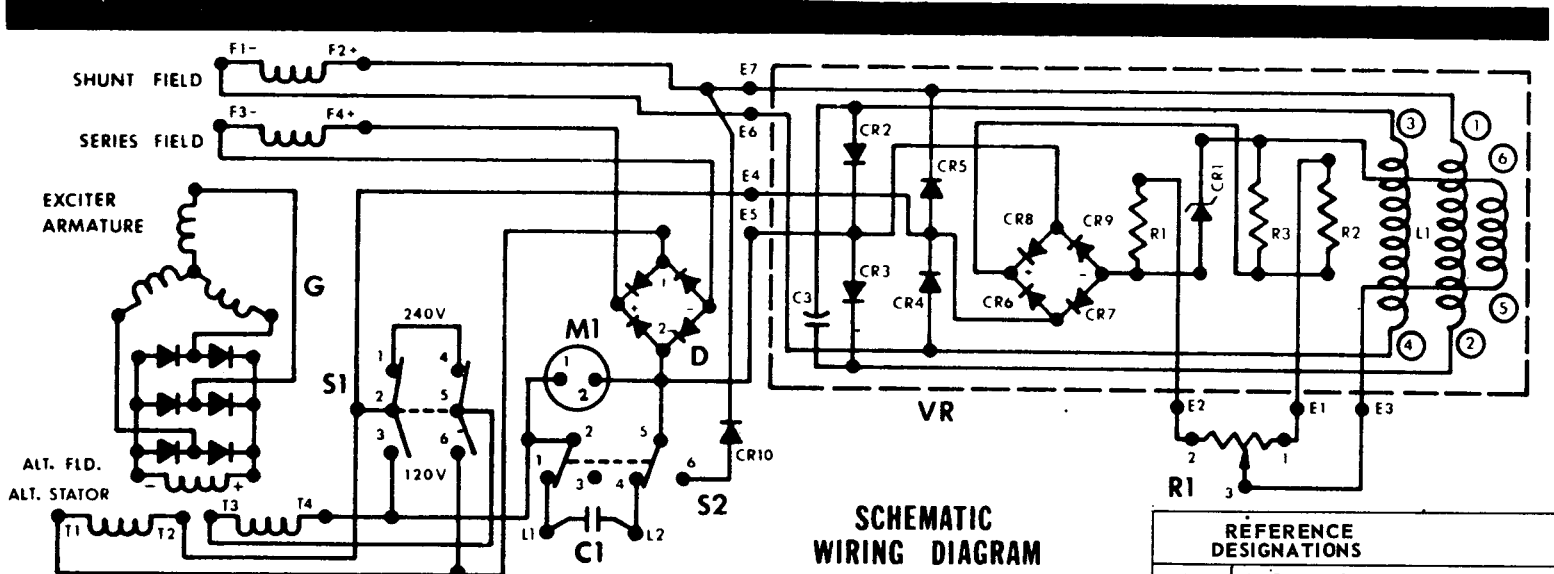 F1- F2+
SHUNT FIELD
E7
F3- F4+
E6
SERIES FIELD
CR2
3 1
6
E4
CR5
CR1
EXCITER
ARMATURE
E5
CR8 CR9
R1
R3
R2
L1
1
+ -
G
240V
M1
+ -
2
D
C3
CR3
CR4
CR6 CR7
5
4 2
1 4
S1
1
2
2 5
VR
E2 E1 E3
3 6
2 5
CR10
120V
1
3 4
6
S2
2 1
ALT. FLD.
- +
ALT. STATOR
T3 T4
R1
3
T1 T2
L1 L2
C1
SCHEMATIC
WIRING DIAGRAM
REFERENCE
DESIGNATIONS